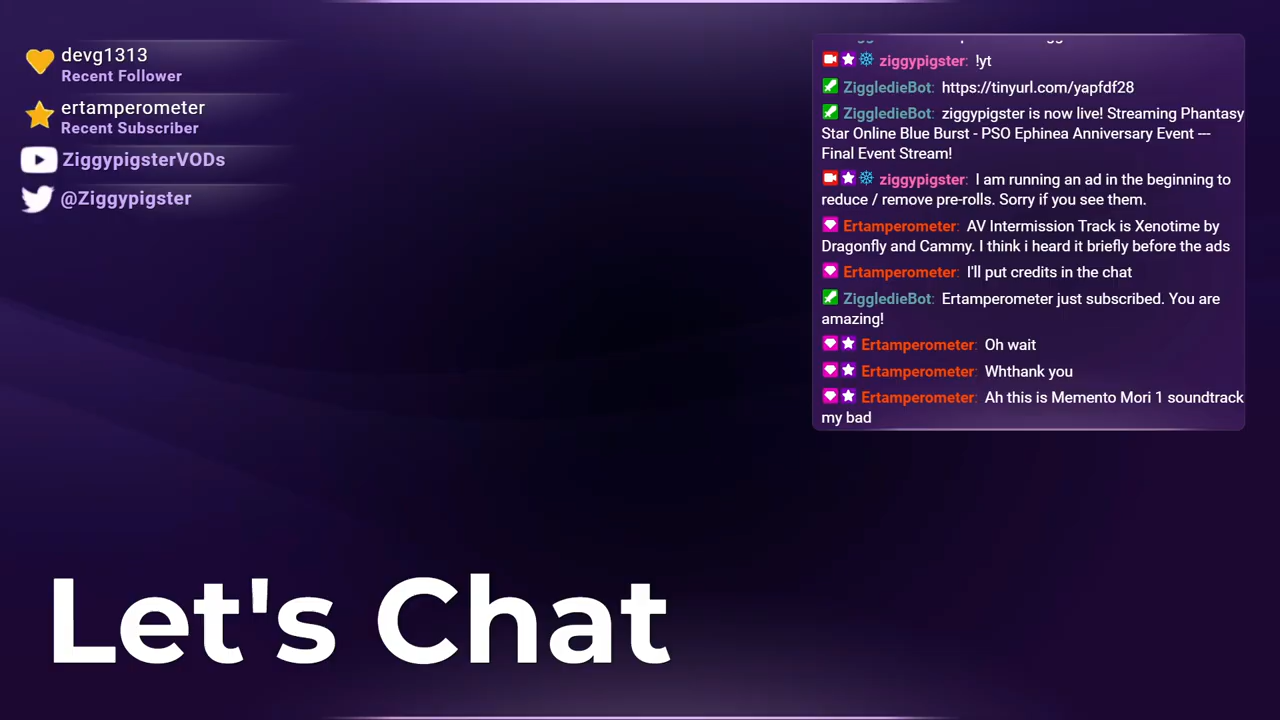 devg1313
Recent Follower
ertamperometer
Recent Subscriber
ZiggypigsterVODs
@Ziggypigster
ziggypigster: !yt
ZiggledieBot: https://tinyurl.com/yapfdf28
ZiggledieBot: ziggypigster is now live! Streaming Phantasy
Star Online Blue Burst - PSO Ephinea Anniversary Event ---
Final Event Stream!
ziggypigster: I am running an ad in the beginning to
reduce / remove pre-rolls. Sorry if you see them.
Ertamperometer: AV Intermission Track is Xenotime by
Dragonfly and Cammy. I think i heard it briefly before the ads
Ertamperometer: I'll put credits in the chat
ZiggledieBot: Ertamperometer just subscribed. You are
amazing!
Ertamperometer: Oh wait
Ertamperometer: Whthank you
Ertamperometer: Ah this is Memento Mori 1 soundtrack
my bad
Let's Chat